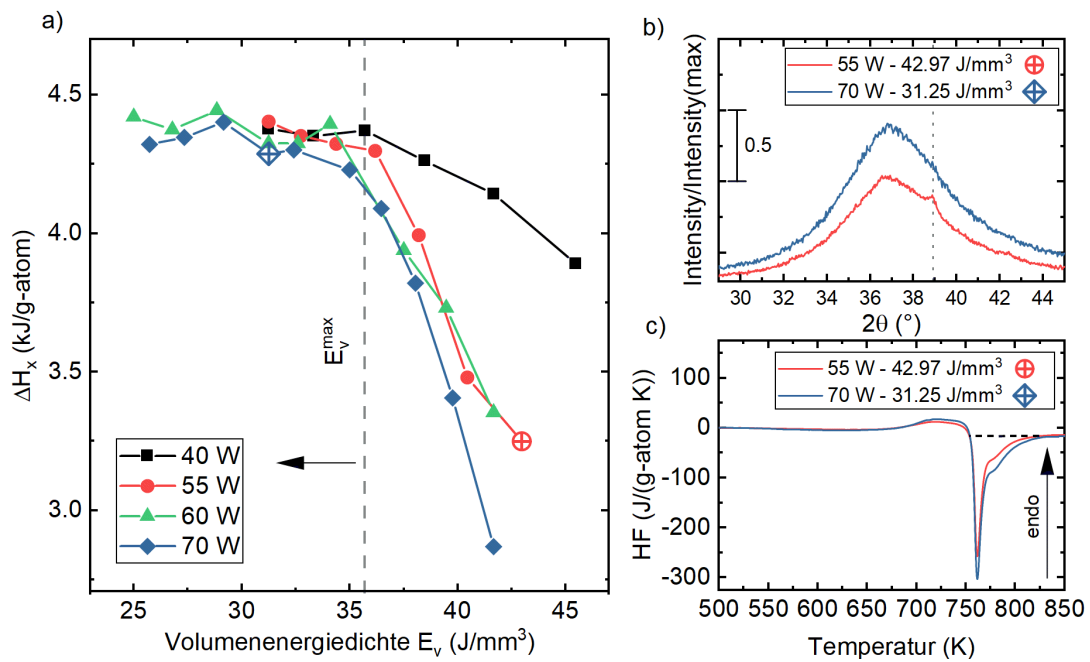 a)
ΔHₓ (kJ/g-atom)
4.5
4.0
3.5
3.0
Eᵥᵐᵃˣ
40 W
55 W
60 W
70 W
25 30 35 40 45
Volumenenergiedichte Eᵥ (J/mm³)
b)
Intensity/Intensity(max)
55 W - 42.97 J/mm³
70 W - 31.25 J/mm³
0.5
30 32 34 36 38 40 42 44
2θ (°)
c)
HF (J/(g-atom K))
55 W - 42.97 J/mm³
70 W - 31.25 J/mm³
100
0
-100
-200
-300
endo
500 550 600 650 700 750 800 850
Temperatur (K)